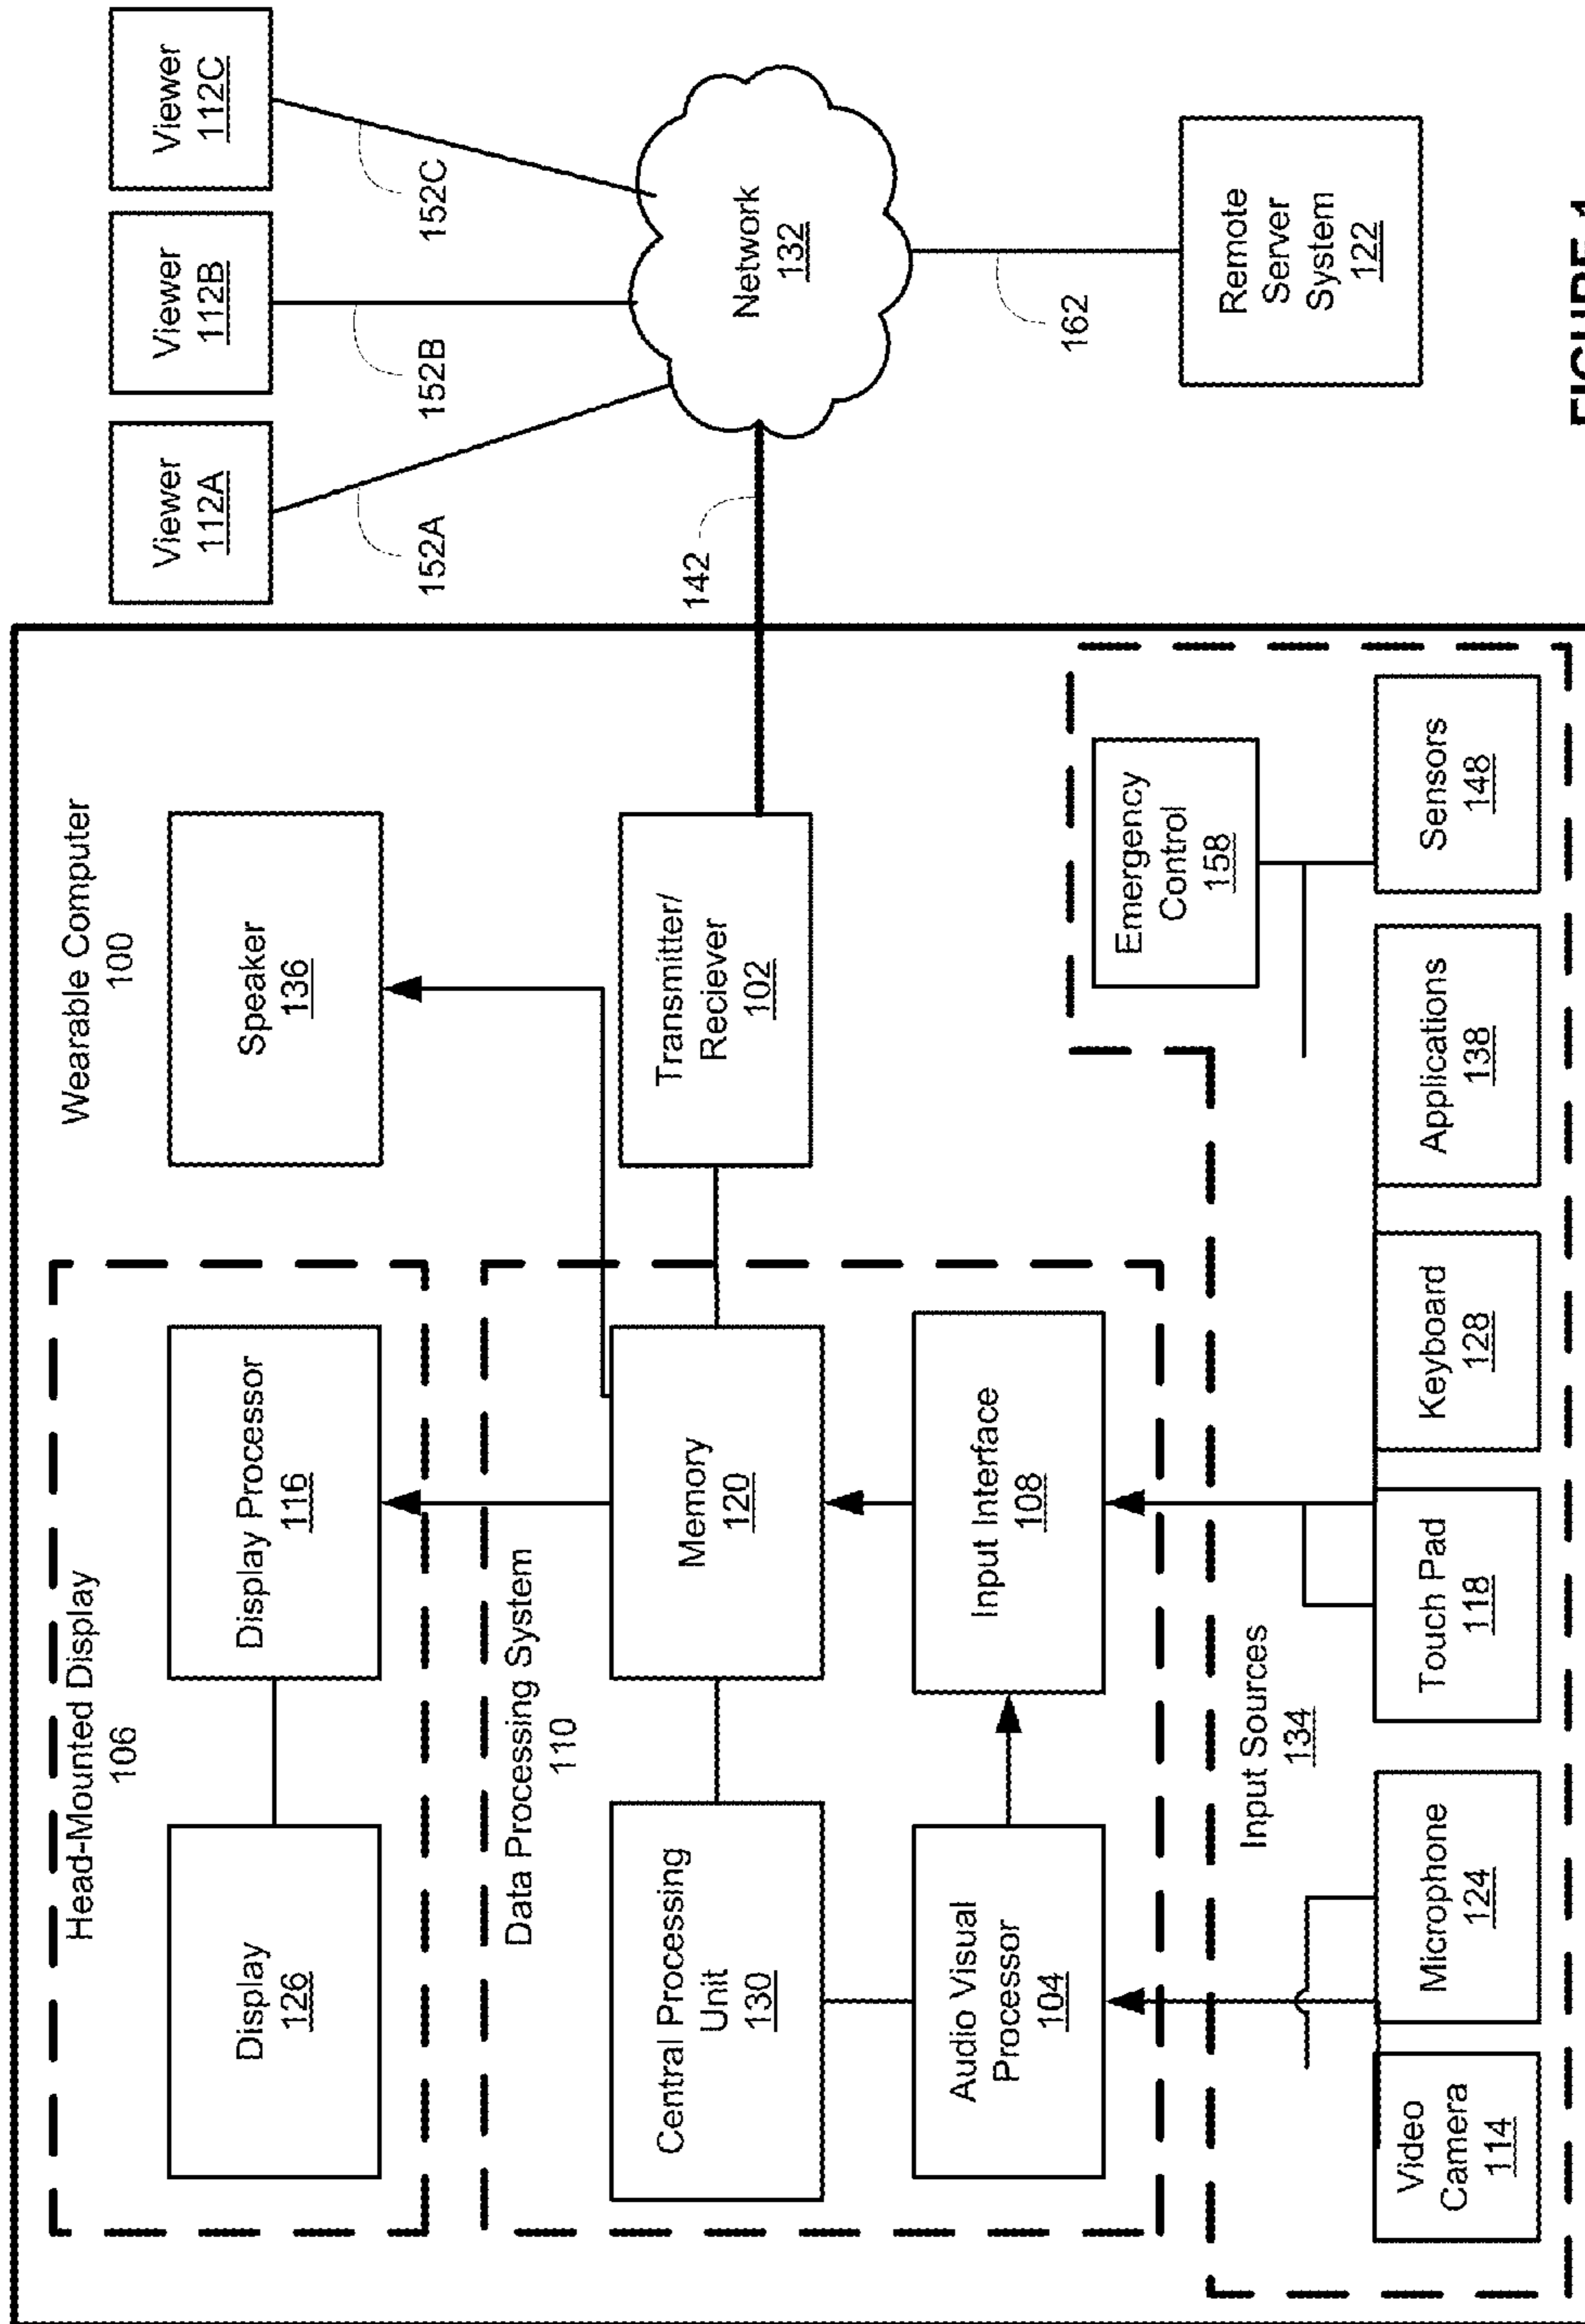 Wearable Computer
100
Head-Mounted Display
106
Display
126
Display Processor
116
Speaker
136
Data Processing System
110
Central Processing
Unit
130
Memory
120
Transmitter/
Reciever
102
Audio Visual
Processor
104
Input Interface
108
Input Sources
134
Emergency
Control
158
Video
Camera
114
Microphone
124
Touch Pad
118
Keyboard
128
Applications
138
Sensors
148
Viewer
112A
Viewer
112B
Viewer
112C
152A
152B
152C
142
Network
132
162
Remote
Server
System
122
FIGURE 1